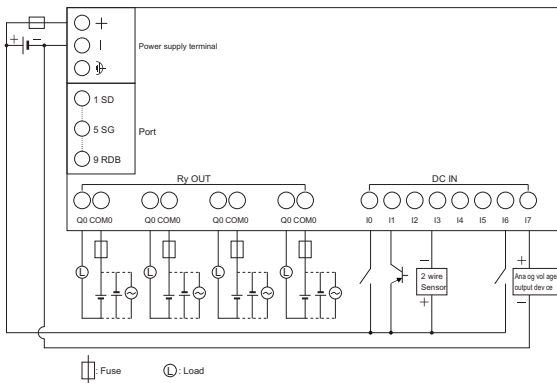 +
Power supply terminal
+ −
−
1 SD
5 SG
Port
9 RDB
Ry OUT
DC IN
Q0 COM0
Q0 COM0
Q0 COM0
Q0 COM0
I0 I1 I2 I3 I4 I5 I6 I7
−
+
L
L
L
L
2 wire
Sensor
Ana og vol age
output dev ce
+
−
: Fuse
L : Load